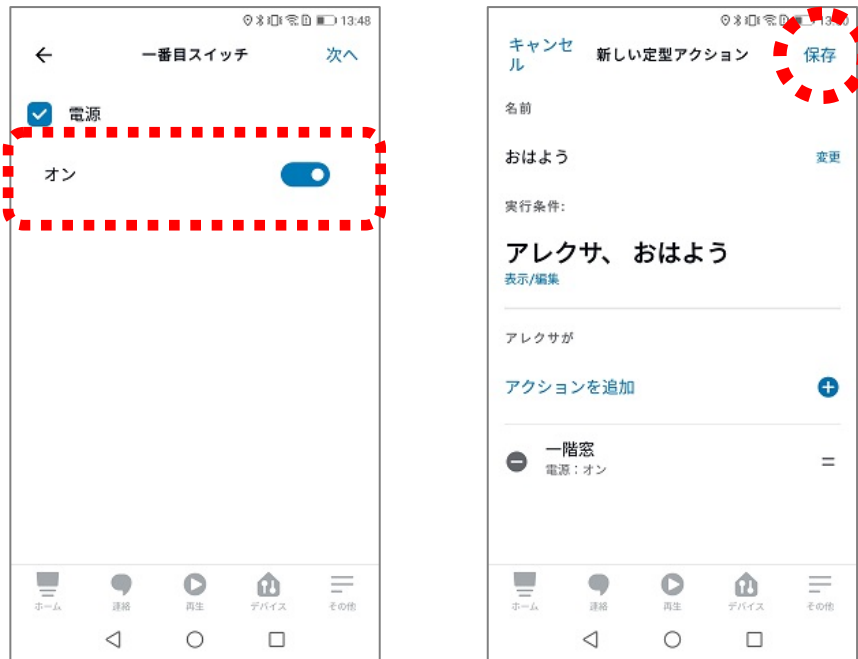 13:48
一番目スイッチ
次へ
電源
オン
ホーム
連絡
再生
デバイス
その他
キャンセ
ル
新しい定型アクション
保存
名前
おはよう
変更
実行条件:
アレクサ、 おはよう
表示/編集
アレクサが
アクションを追加
一階窓
電源:オン
ホーム
連絡
再生
デバイス
その他